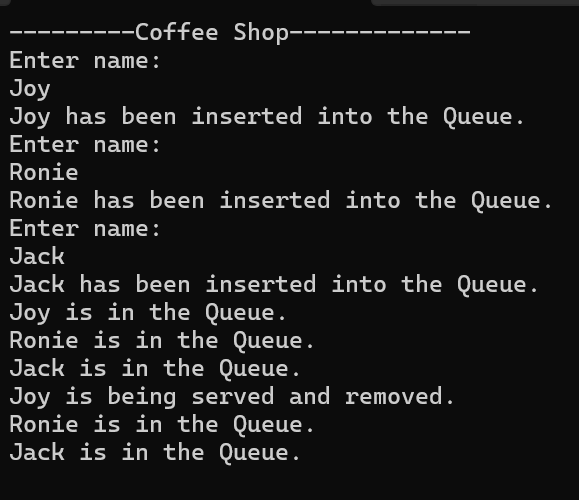 ---------Coffee Shop-------------
Enter name:
Joy
Joy has been inserted into the Queue.
Enter name:
Ronie
Ronie has been inserted into the Queue.
Enter name:
Jack
Jack has been inserted into the Queue.
Joy is in the Queue.
Ronie is in the Queue.
Jack is in the Queue.
Joy is being served and removed.
Ronie is in the Queue.
Jack is in the Queue.